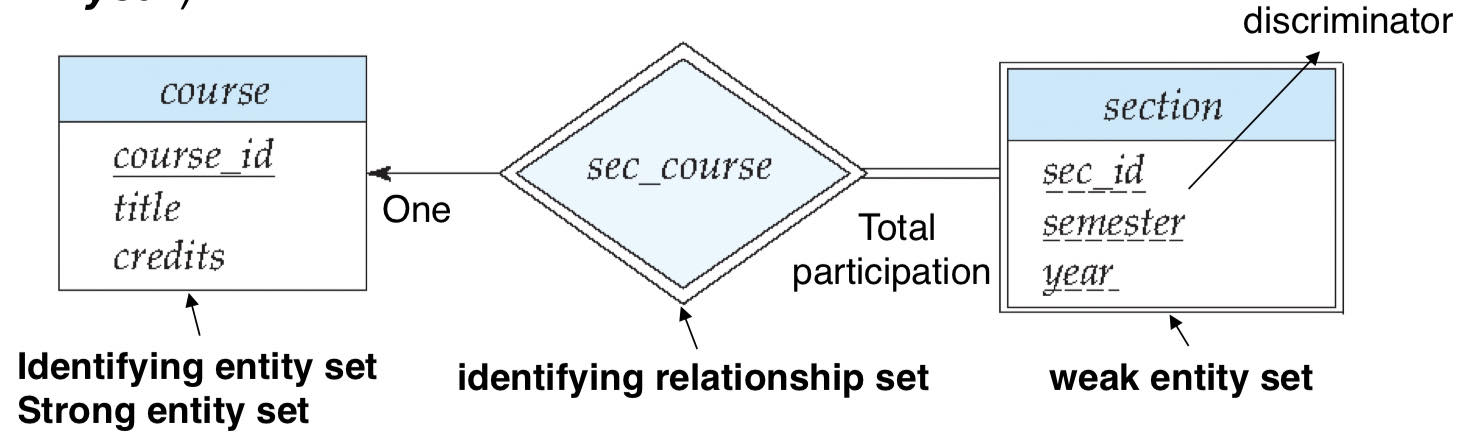 year)
discriminator
course
course_id
title
credits
One
sec_course
Total
participation
section
sec_id
semester
year
Identifying entity set
Strong entity set
identifying relationship set
weak entity set